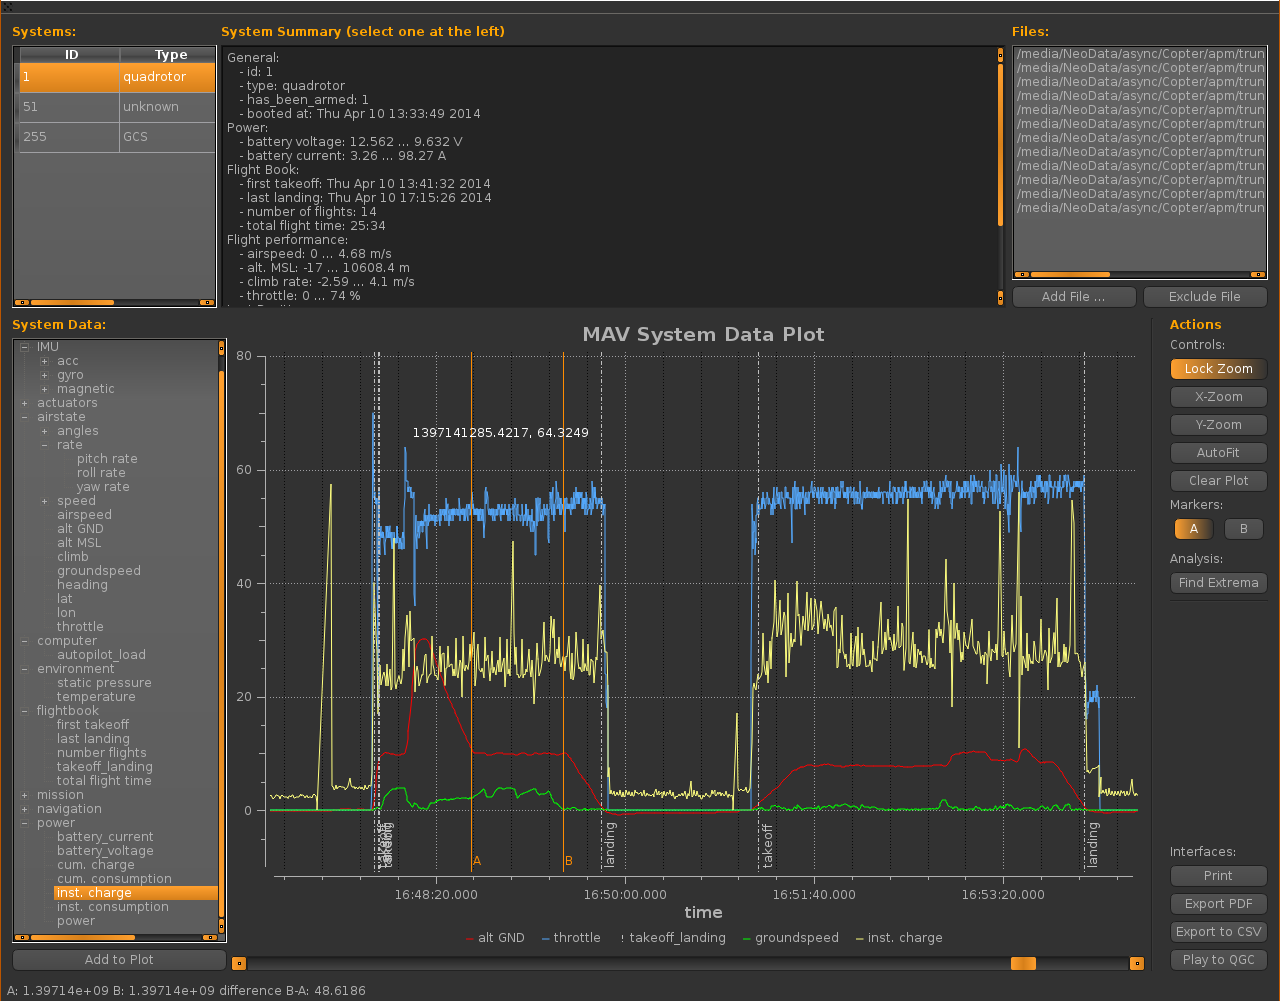 Systems:
ID Type
1 quadrotor
51 unknown
255 GCS
System Summary (select one at the left)
General:
- id: 1
- type: quadrotor
- has_been_armed: 1
- booted at: Thu Apr 10 13:33:49 2014
Power:
- battery voltage: 12.562 ... 9.632 V
- battery current: 3.26 ... 98.27 A
Flight Book:
- first takeoff: Thu Apr 10 13:41:32 2014
- last landing: Thu Apr 10 17:15:26 2014
- number of flights: 14
- total flight time: 25:34
Flight performance:
- airspeed: 0 ... 4.68 m/s
- alt. MSL: -17 ... 10608.4 m
- climb rate: -2.59 ... 4.1 m/s
- throttle: 0 ... 74 %
Files:
/media/NeoData/async/Copter/apm/trun
/media/NeoData/async/Copter/apm/trun
/media/NeoData/async/Copter/apm/trun
/media/NeoData/async/Copter/apm/trun
/media/NeoData/async/Copter/apm/trun
/media/NeoData/async/Copter/apm/trun
/media/NeoData/async/Copter/apm/trun
/media/NeoData/async/Copter/apm/trun
/media/NeoData/async/Copter/apm/trun
/media/NeoData/async/Copter/apm/trun
/media/NeoData/async/Copter/apm/trun
/media/NeoData/async/Copter/apm/trun
Add File ... Exclude File
System Data:
IMU
acc
gyro
magnetic
actuators
airstate
angles
rate
pitch rate
roll rate
yaw rate
speed
airspeed
alt GND
alt MSL
climb
groundspeed
heading
lat
lon
throttle
computer
autopilot_load
environment
static pressure
temperature
flightbook
first takeoff
last landing
number flights
takeoff_landing
total flight time
mission
navigation
power
battery_current
battery_voltage
cum. charge
cum. consumption
inst. charge
inst. consumption
power
Add to Plot
MAV System Data Plot
80
60
40
20
0
1397141285.4217, 64.3249
A
B
landing
takeoff
landing
16:48:20.000 16:50:00.000 16:51:40.000 16:53:20.000
time
alt GND throttle takeoff_landing groundspeed inst. charge
Actions
Controls:
Lock Zoom
X-Zoom
Y-Zoom
AutoFit
Clear Plot
Markers:
A B
Analysis:
Find Extrema
Interfaces:
Print
Export PDF
Export to CSV
Play to QGC
A: 1.39714e+09 B: 1.39714e+09 difference B-A: 48.6186